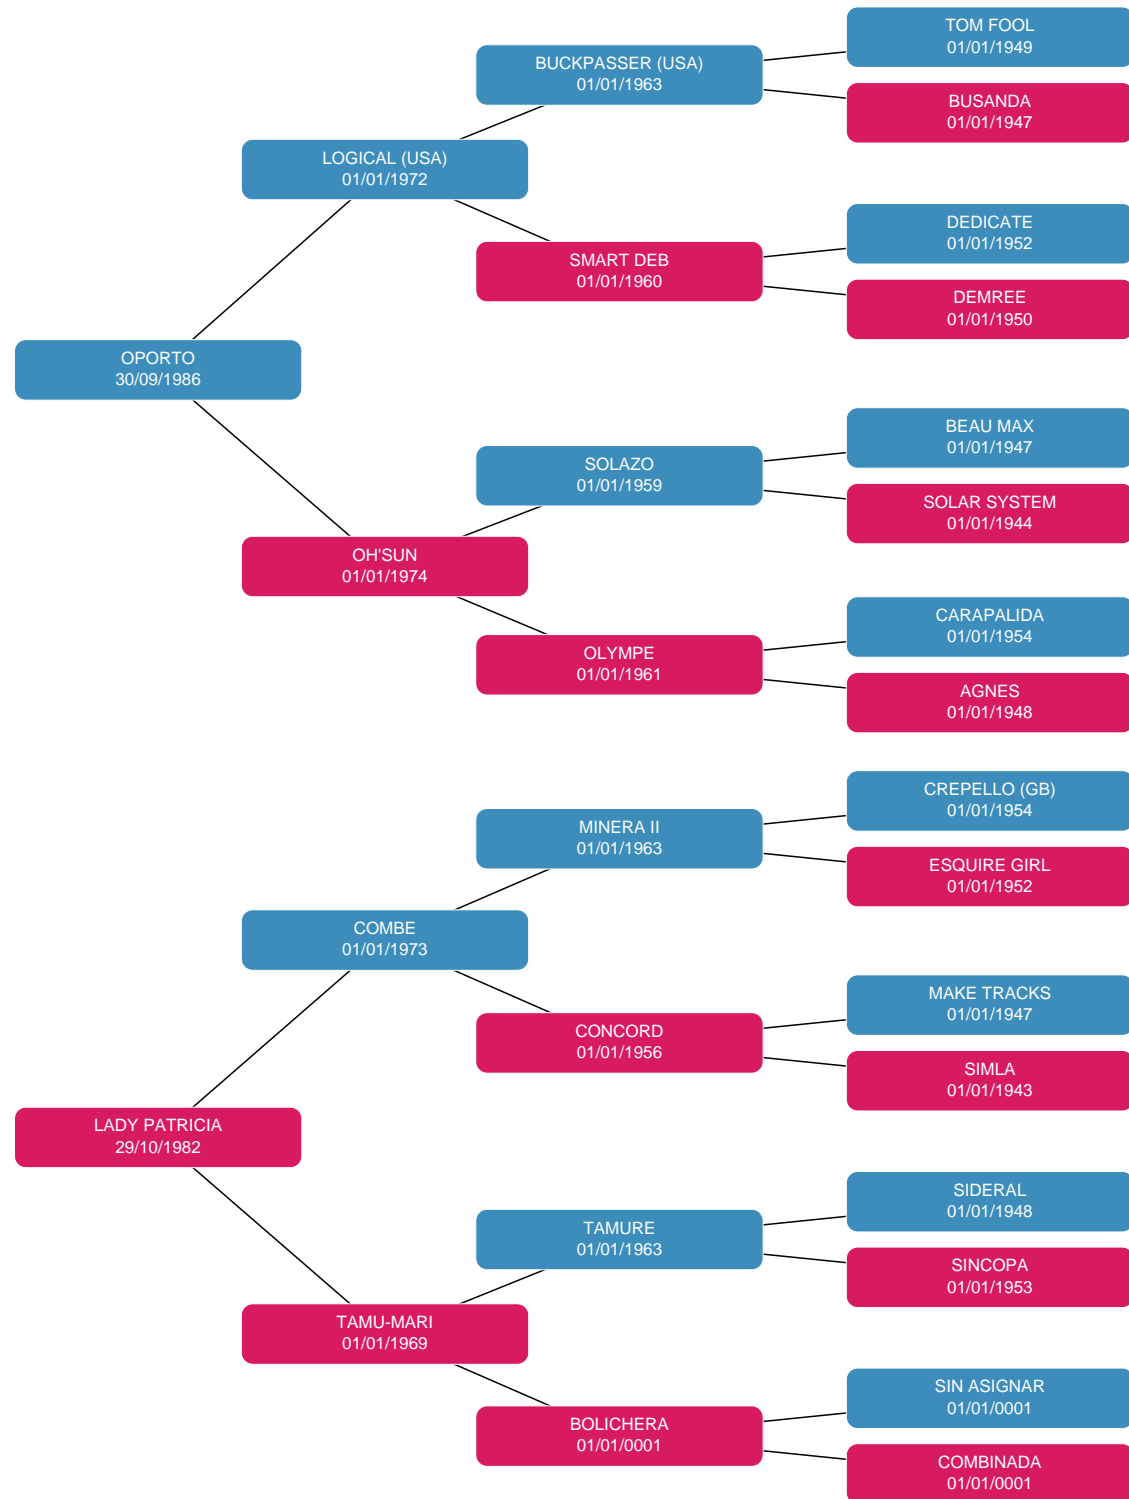 TOM FOOL
01/01/1949
BUCKPASSER (USA)
01/01/1963
BUSANDA
01/01/1947
LOGICAL (USA)
01/01/1972
DEDICATE
01/01/1952
SMART DEB
01/01/1960
DEMREE
01/01/1950
OPORTO
30/09/1986
BEAU MAX
01/01/1947
SOLAZO
01/01/1959
SOLAR SYSTEM
01/01/1944
OH'SUN
01/01/1974
CARAPALIDA
01/01/1954
OLYMPE
01/01/1961
AGNES
01/01/1948
CREPELLO (GB)
01/01/1954
MINERA II
01/01/1963
ESQUIRE GIRL
01/01/1952
COMBE
01/01/1973
MAKE TRACKS
01/01/1947
CONCORD
01/01/1956
SIMLA
01/01/1943
LADY PATRICIA
29/10/1982
SIDERAL
01/01/1948
TAMURE
01/01/1963
SINCOPA
01/01/1953
TAMU-MARI
01/01/1969
SIN ASIGNAR
01/01/0001
BOLICHERA
01/01/0001
COMBINADA
01/01/0001